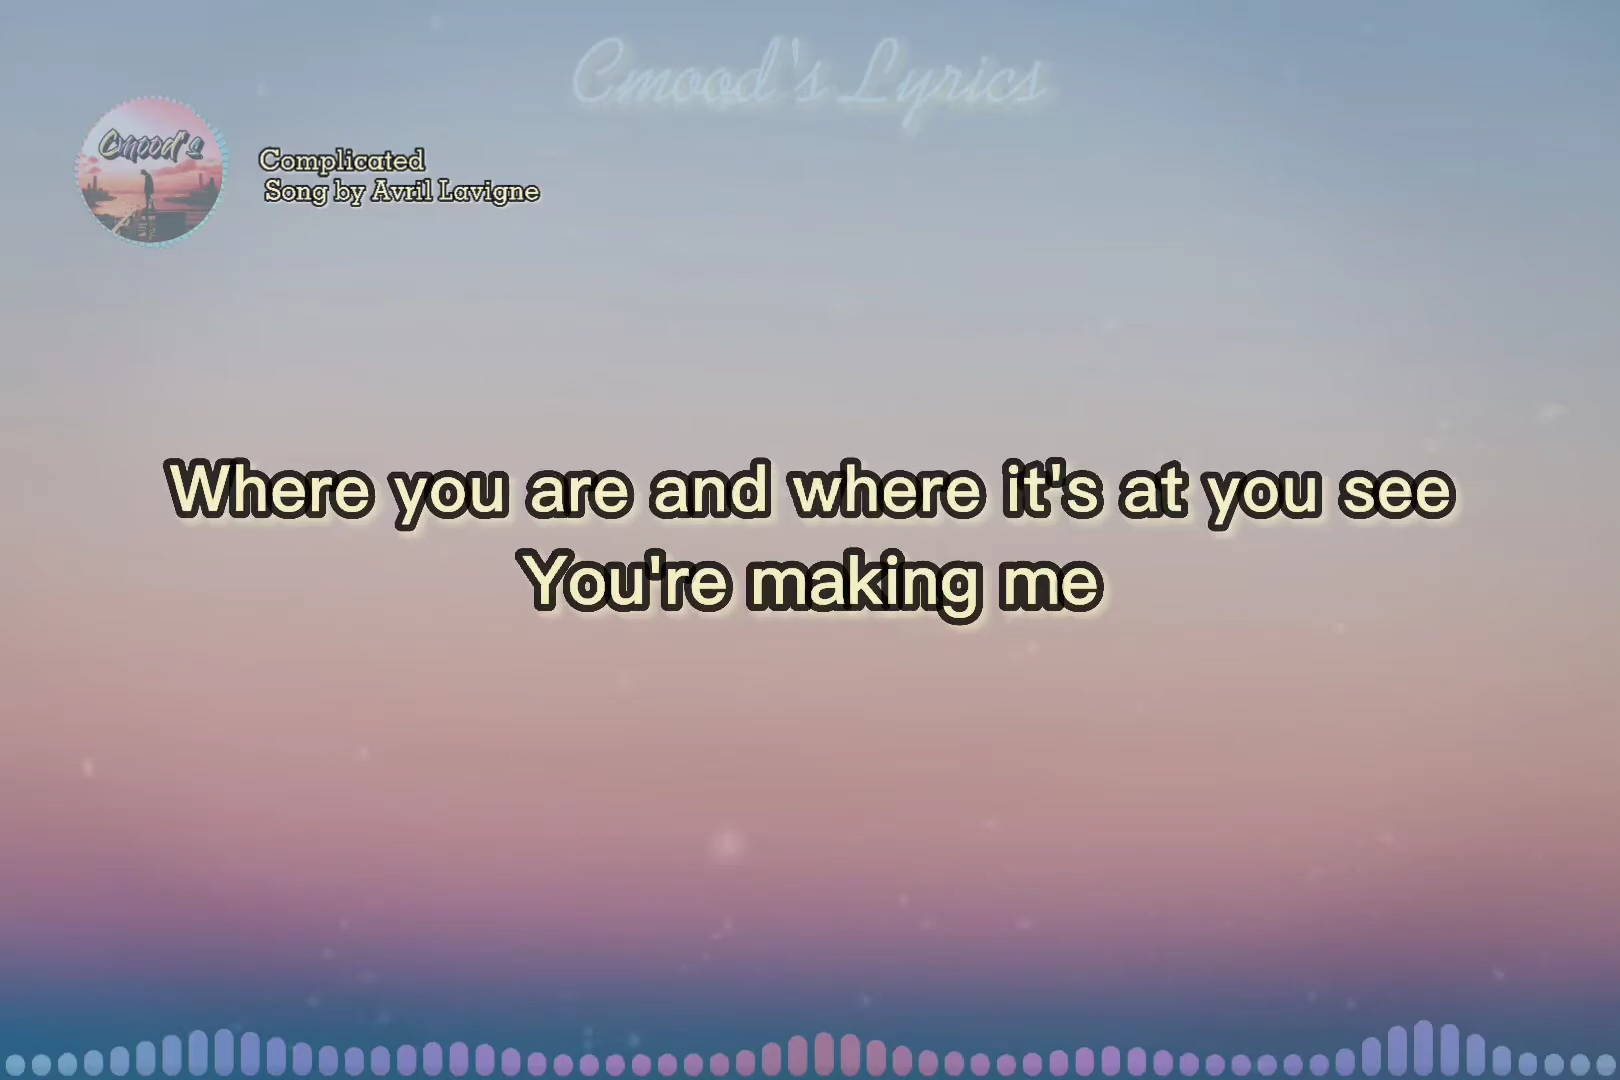 Cmood's Lyrics
Cmood's
Complicated
Song by Avril Lavigne
Where you are and where it's at you see
You're making me